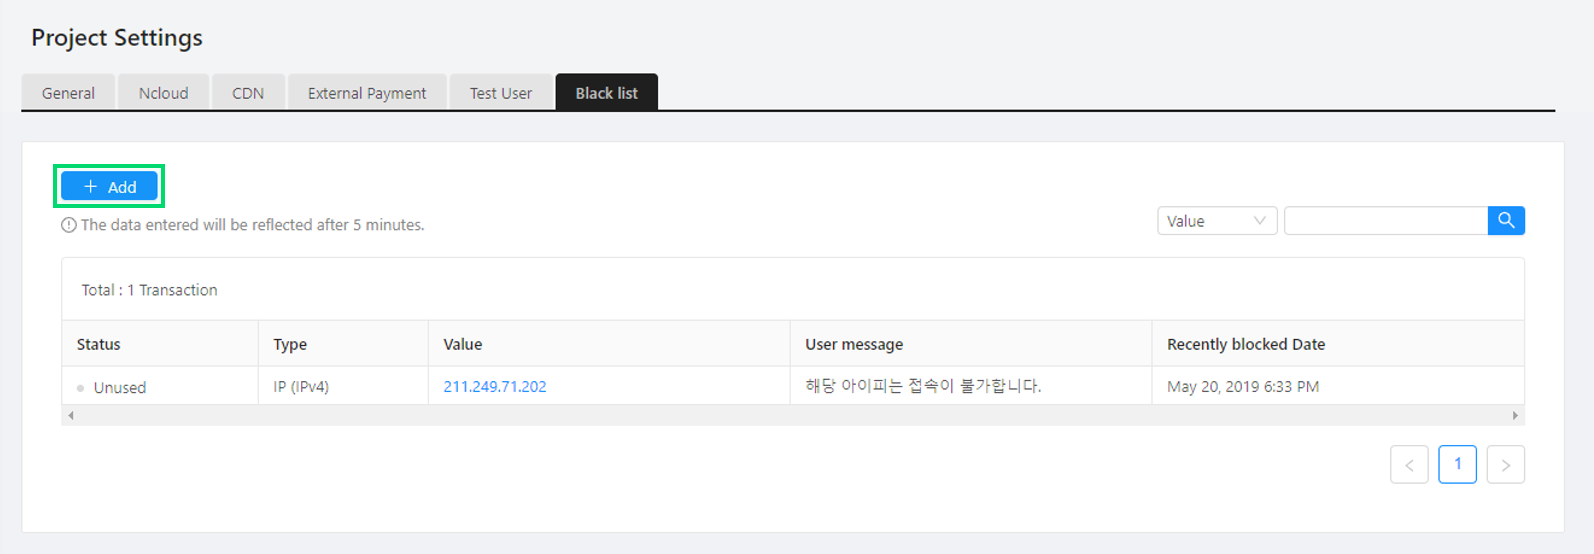 Project Settings
General Ncloud CDN External Payment Test User Black list
+ Add
The data entered will be reflected after 5 minutes.
Value
Total : 1 Transaction
Status Type Value User message Recently blocked Date
Unused IP (IPv4) 211.249.71.202 해당 아이피는 접속이 불가합니다. May 20, 2019 6:33 PM
< 1 >